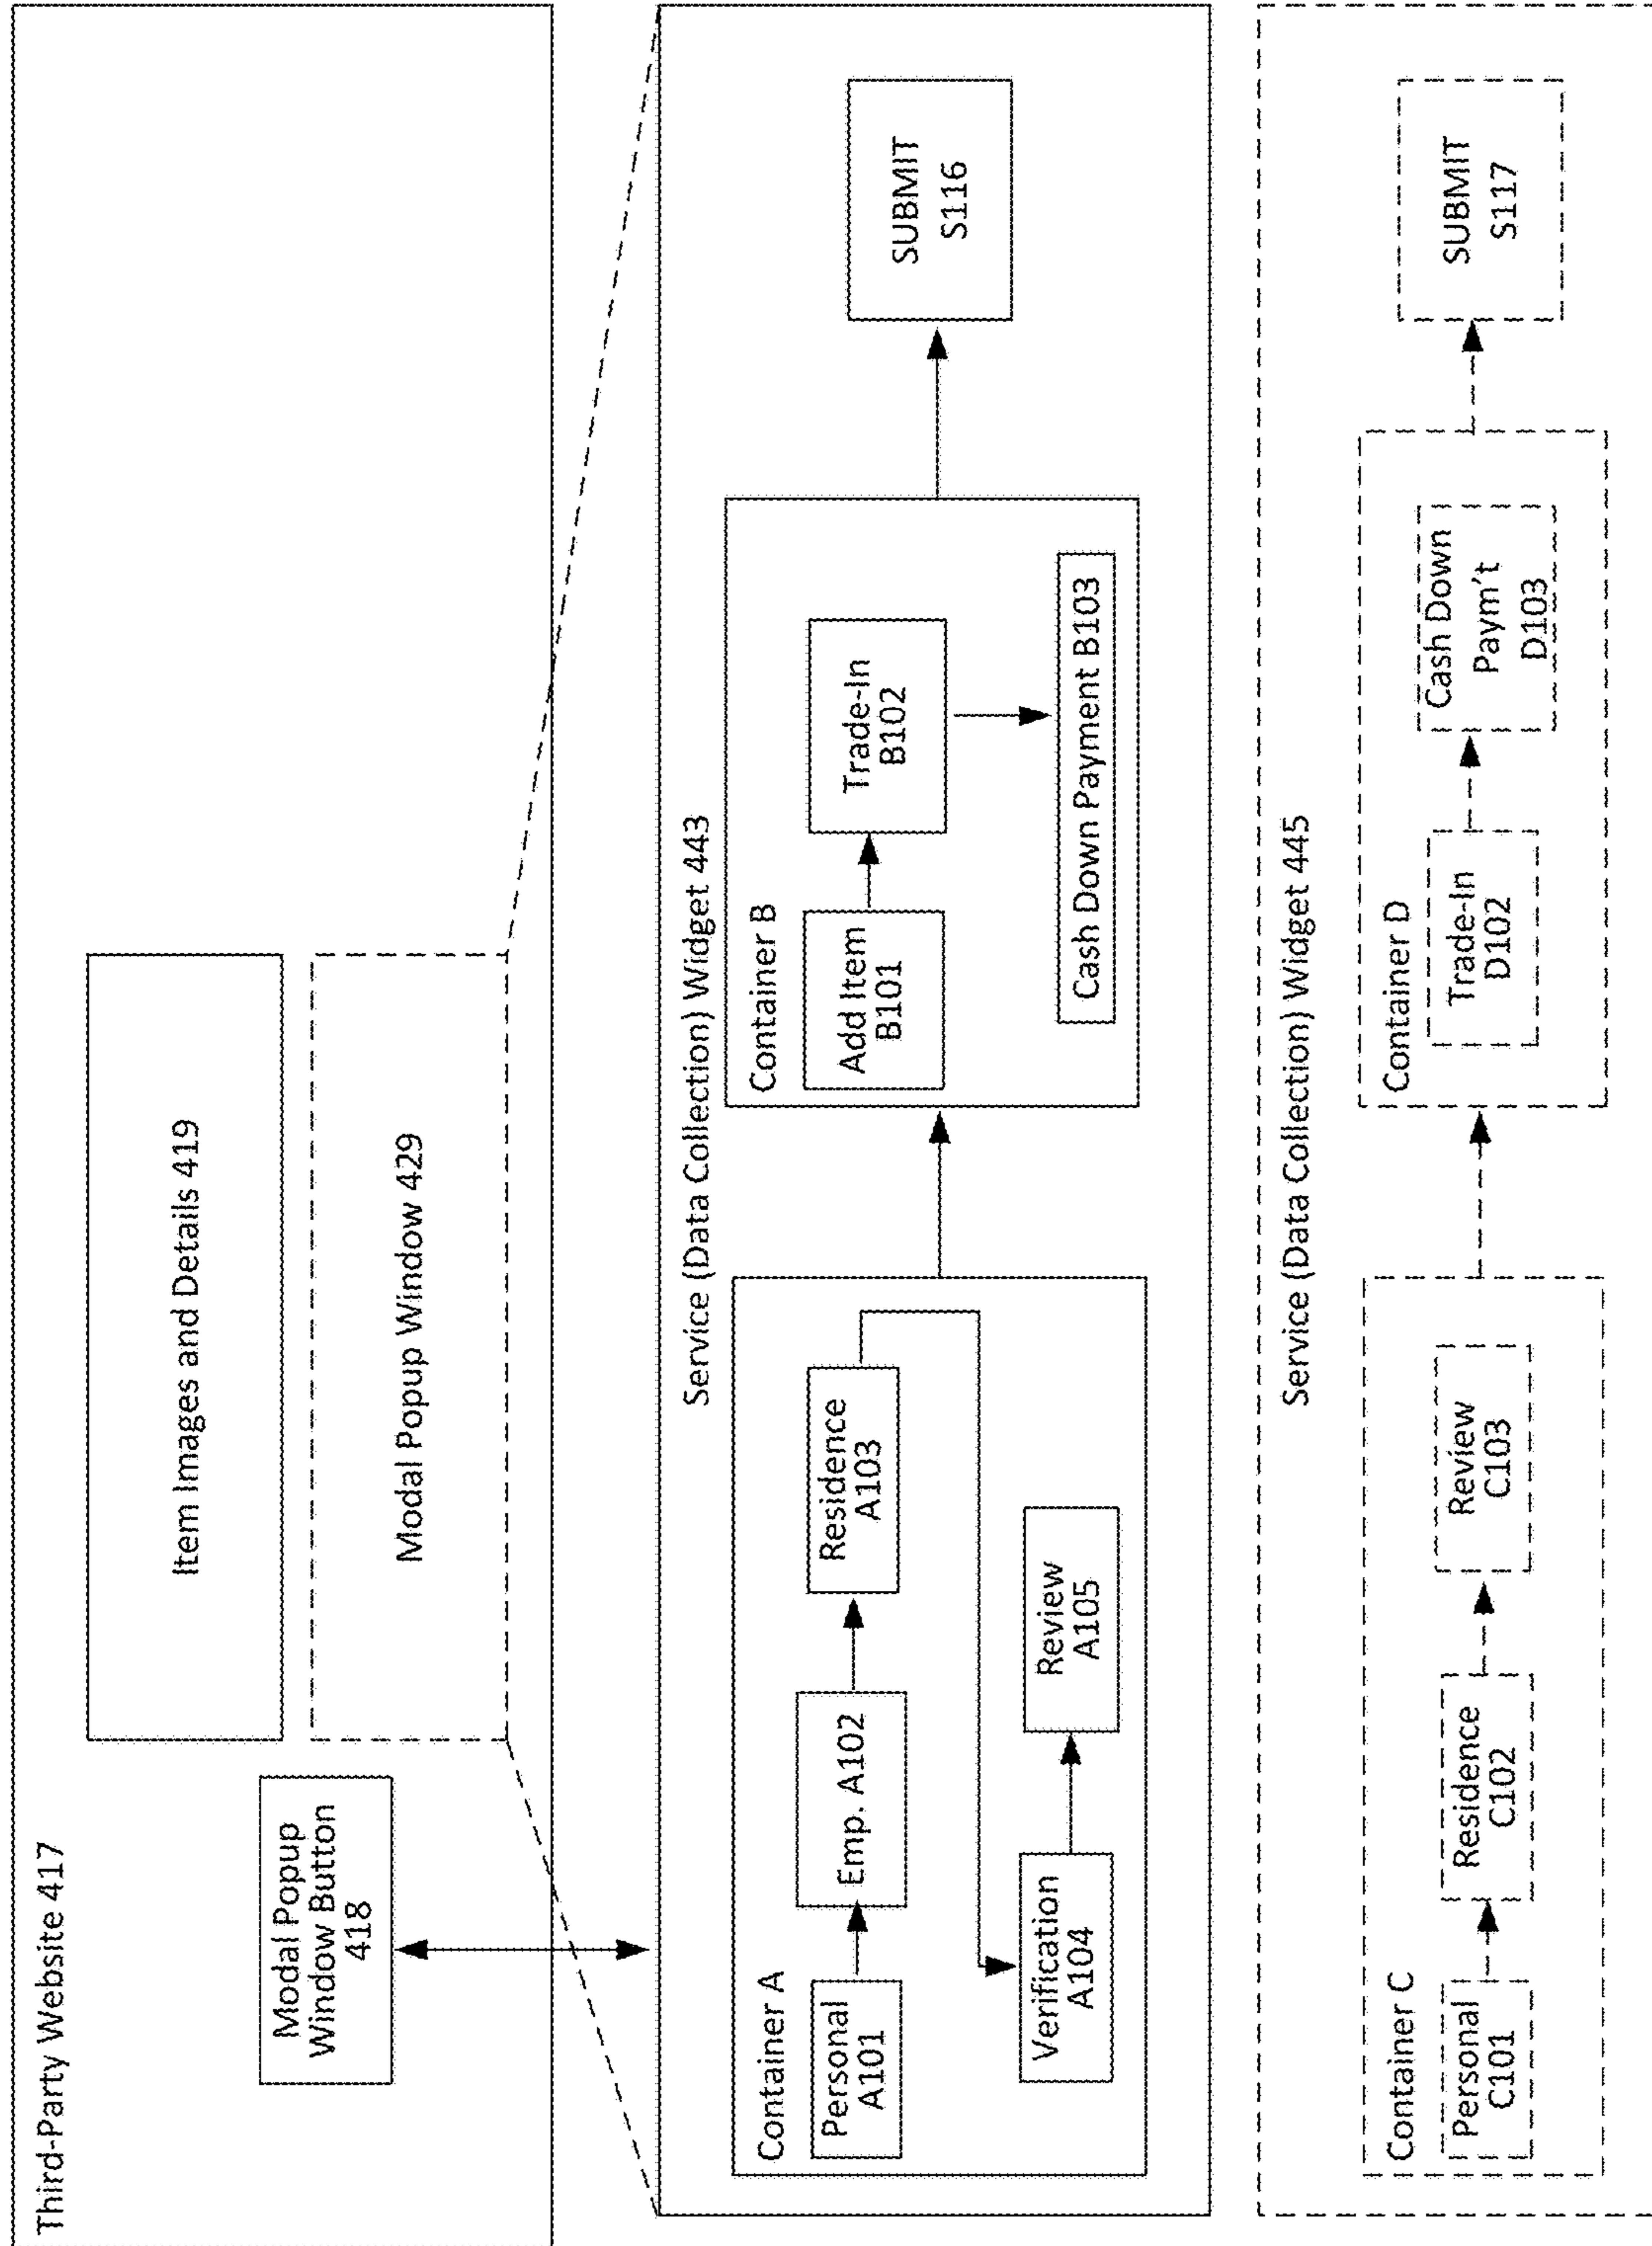 Third-Party Website 417
Item Images and Details 419
Modal Popup
Window Button
418
Modal Popup Window 429
Service (Data Collection) Widget 443
Container A
Personal
A101
Emp. A102
Residence
A103
Verification
A104
Review
A105
Container B
Add Item
B101
Trade-In
B102
Cash Down Payment B103
SUBMIT
S116
Service (Data Collection) Widget 445
Container C
Personal
C101
Residence
C102
Review
C103
Container D
Trade-In
D102
Cash Down
Paym't
D103
SUBMIT
S117